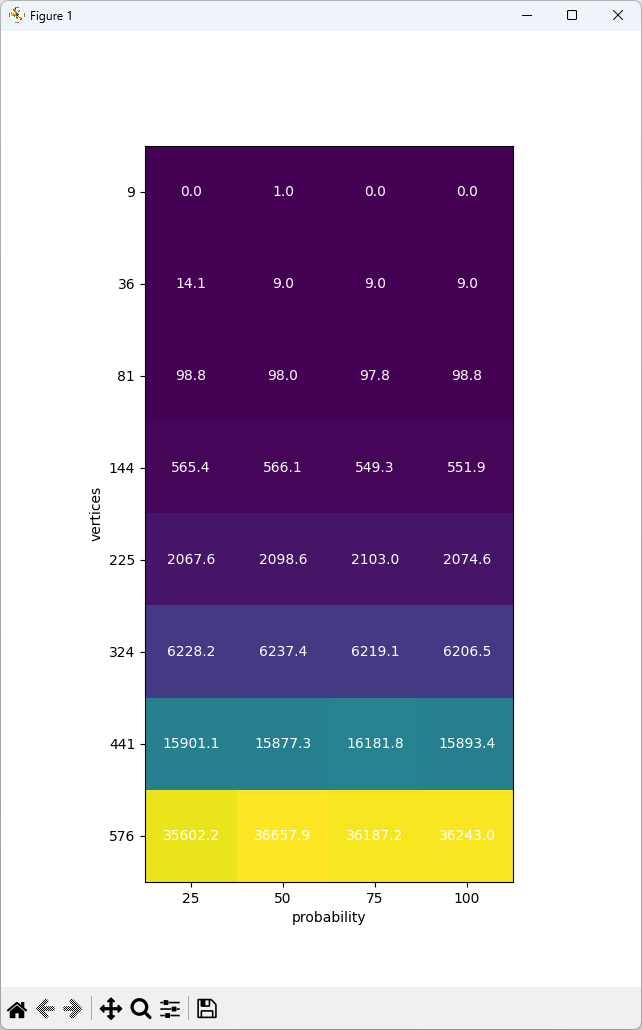 Figure 1
9 0.0 1.0 0.0 0.0
36 14.1 9.0 9.0 9.0
81 98.8 98.0 97.8 98.8
144 565.4 566.1 549.3 551.9
vertices
225 2067.6 2098.6 2103.0 2074.6
324 6228.2 6237.4 6219.1 6206.5
441 15901.1 15877.3 16181.8 15893.4
576 35602.2 36657.9 36187.2 36243.0
25 50 75 100
probability